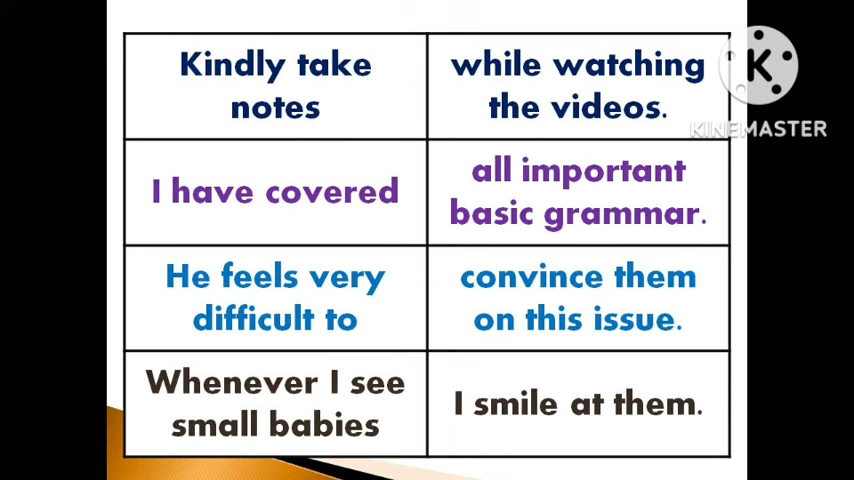 Kindly take
notes
while watching
the videos.
KINEMASTER
I have covered
all important
basic grammar.
He feels very
difficult to
convince them
on this issue.
Whenever I see
small babies
I smile at them.